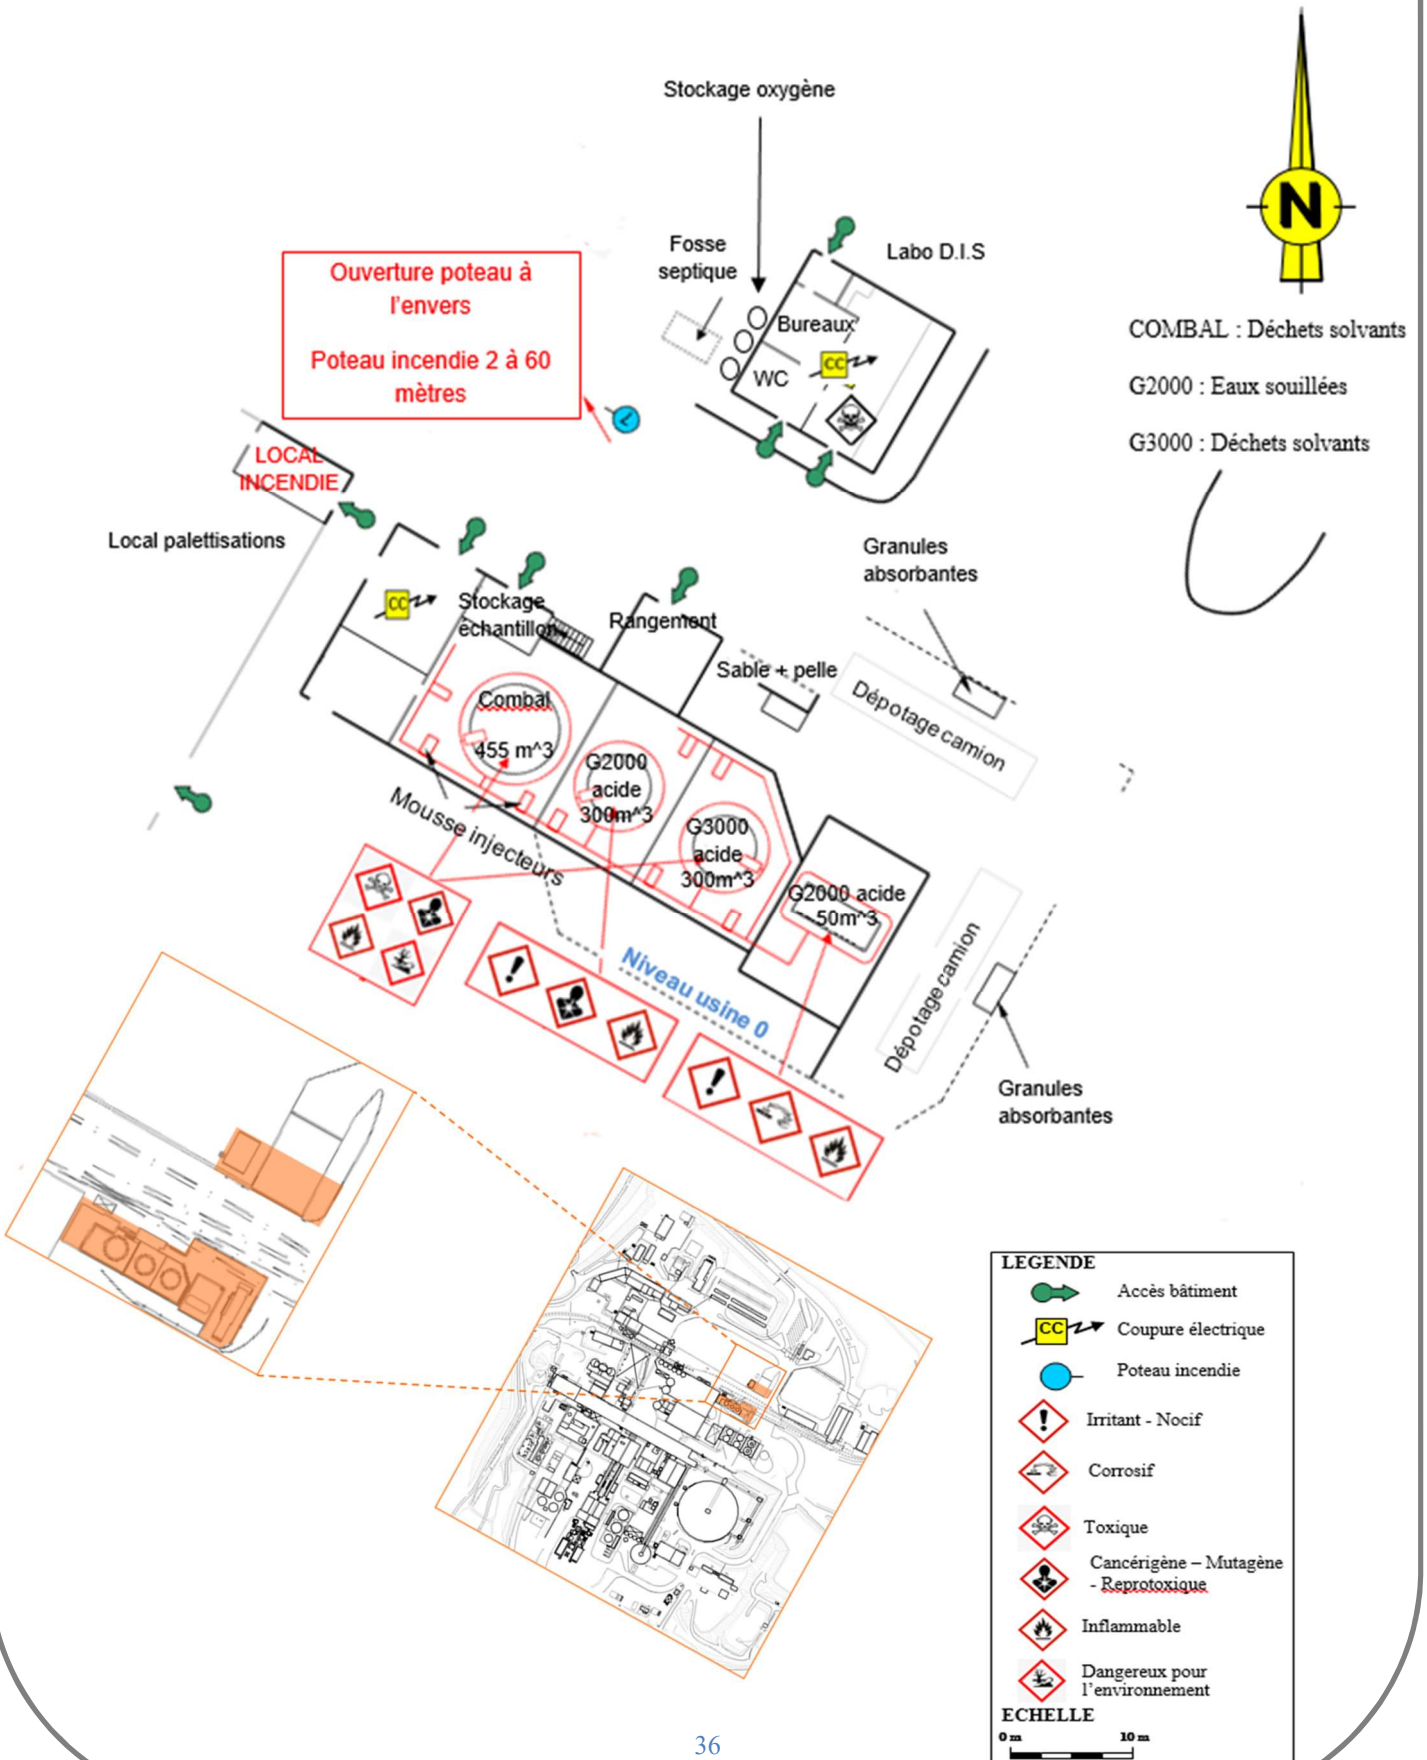 Stockage oxygène
N
Fosse
septique
Labo D.I.S
Ouverture poteau à
l'envers
Poteau incendie 2 à 60
mètres
Bureaux
CC
WC
COMBAL : Déchets solvants
G2000 : Eaux souillées
G3000 : Déchets solvants
LOCAL
INCENDIE
Local palettisations
Granules
absorbantes
CC
Stockage
échantillon
Rangement
Sable + pelle
Dépotage camion
Combal
455 m^3
G2000
acide
300m^3
Mousse injecteurs
G3000
acide
300m^3
G2000 acide
50m^3
Niveau usine 0
Dépotage camion
Granules
absorbantes
LEGENDE
Accès bâtiment
CC
Coupure électrique
Poteau incendie
Irritant - Nocif
Corrosif
Toxique
Cancérigène – Mutagène
- Reprotoxique
Inflammable
Dangereux pour
l'environnement
ECHELLE
0 m 10 m
36